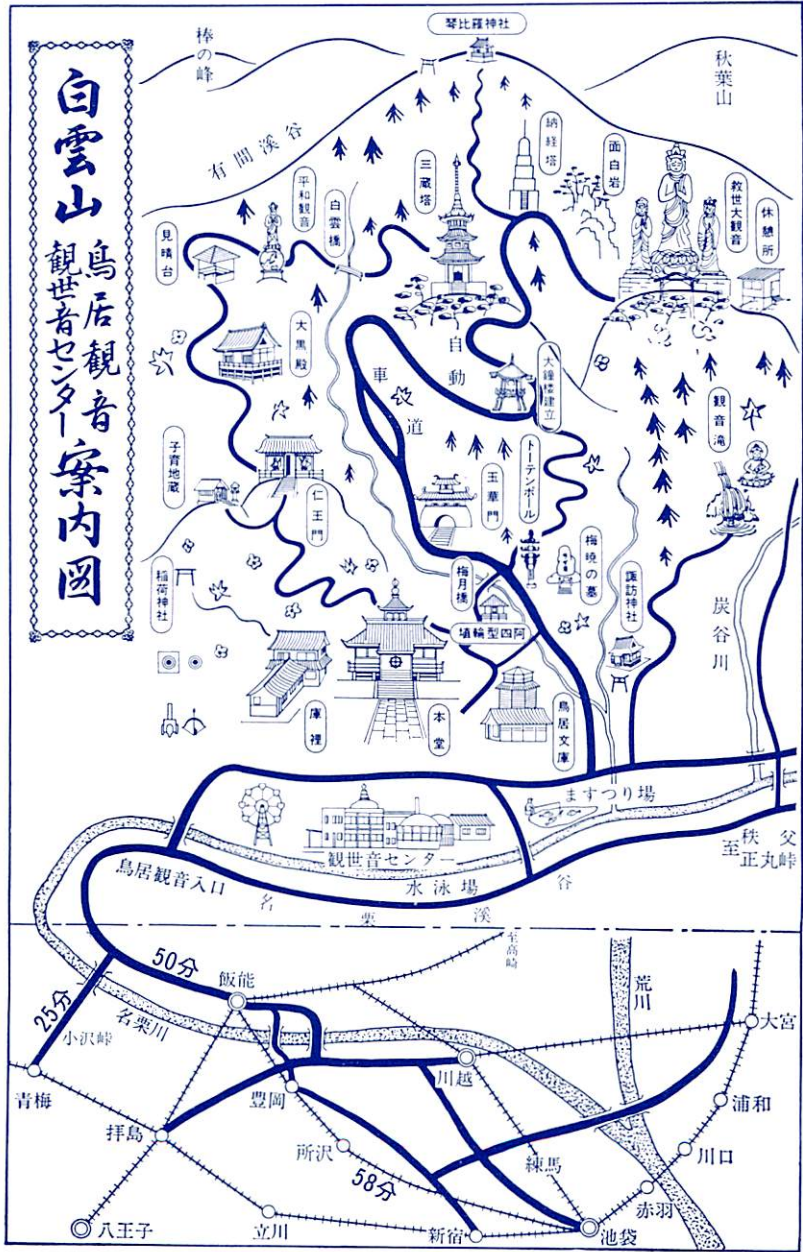 白雲山
鳥居観音
観世音センター
案内図
琴比羅神社
棒の峰
秋葉山
有間溪谷
納経塔
面白岩
三蔵塔
救世大観音
休憩所
平和観音
白雲橋
見晴台
大黒殿
自動車道
大鐘楼建立
観音滝
トーテンポール
玉華門
子育地蔵
仁王門
梅暁の墓
梅月橋
諏訪神社
稲荷神社
埴輪型四阿
炭谷川
庫裡
本堂
鳥居文庫
ますつり場
観世音センター
至秩父
正丸峠
鳥居観音入口
水泳場
名栗溪谷
至高崎
50分
飯能
荒川
25分
名栗川
大宮
小沢峠
川越
青梅
豊岡
浦和
拝島
所沢
練馬
川口
58分
赤羽
八王子
立川
新宿
池袋